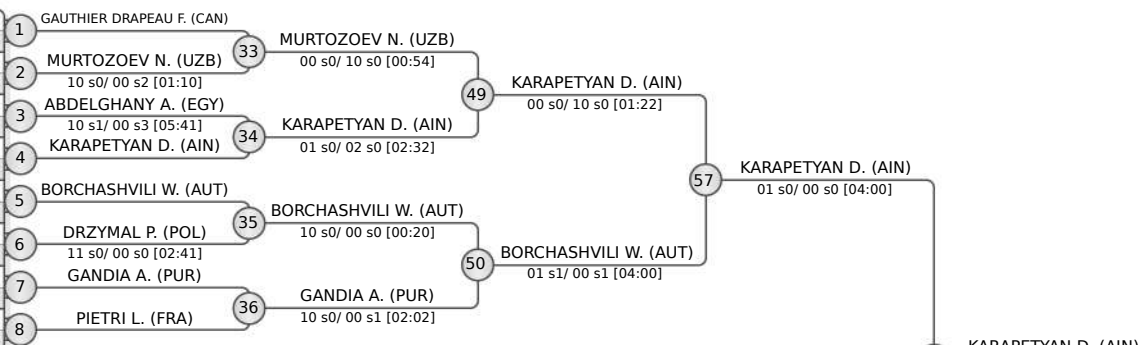 1 GAUTHIER DRAPEAU F. (CAN)
33 MURTOZOEV N. (UZB)
00 s0/ 10 s0 [00:54]
2 MURTOZOEV N. (UZB)
10 s0/ 00 s2 [01:10]
49 KARAPETYAN D. (AIN)
00 s0/ 10 s0 [01:22]
3 ABDELGHANY A. (EGY)
10 s1/ 00 s3 [05:41]
34 KARAPETYAN D. (AIN)
01 s0/ 02 s0 [02:32]
4 KARAPETYAN D. (AIN)
57 KARAPETYAN D. (AIN)
01 s0/ 00 s0 [04:00]
5 BORCHASHVILI W. (AUT)
35 BORCHASHVILI W. (AUT)
10 s0/ 00 s0 [00:20]
6 DRZYMAL P. (POL)
11 s0/ 00 s0 [02:41]
50 BORCHASHVILI W. (AUT)
01 s1/ 00 s1 [04:00]
7 GANDIA A. (PUR)
36 GANDIA A. (PUR)
10 s0/ 00 s1 [02:02]
8 PIETRI L. (FRA)
KARAPETYAN D. (AIN)